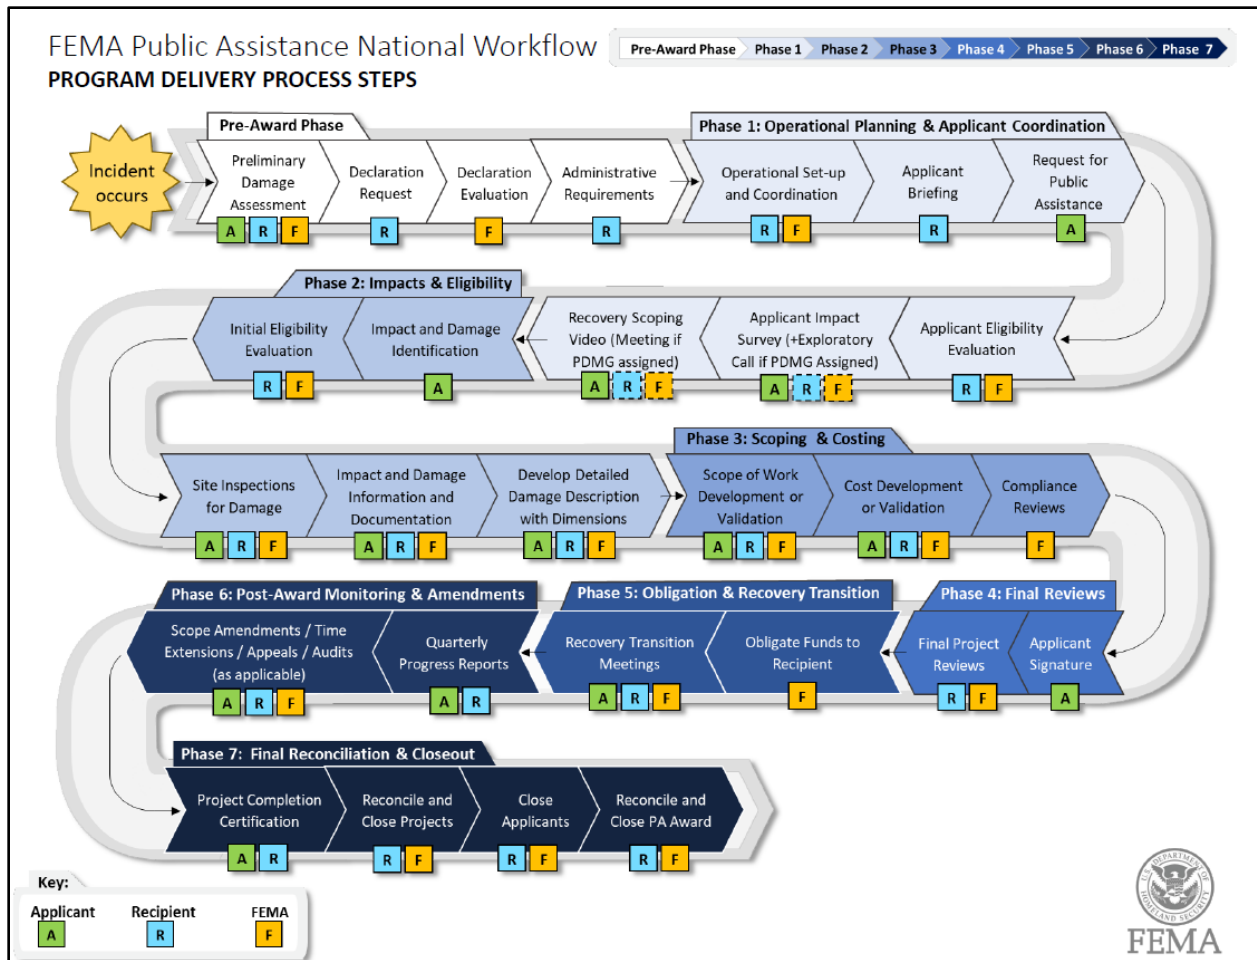 FEMA Public Assistance National Workflow
PROGRAM DELIVERY PROCESS STEPS
Pre-Award Phase
Phase 1
Phase 2
Phase 3
Phase 4
Phase 5
Phase 6
Phase 7
Incident
occurs
Pre-Award Phase
Preliminary
Damage
Assessment
A R F
Declaration
Request
R
Declaration
Evaluation
F
Administrative
Requirements
R
Phase 1: Operational Planning & Applicant Coordination
Operational Set-up
and Coordination
R F
Applicant
Briefing
R
Request for
Public
Assistance
A
Applicant Eligibility
Evaluation
R F
Applicant Impact
Survey (+Exploratory
Call if PDMG Assigned)
A R F
Recovery Scoping
Video (Meeting if
PDMG assigned)
A R F
Phase 2: Impacts & Eligibility
Impact and Damage
Identification
A
Initial Eligibility
Evaluation
R F
Site Inspections
for Damage
A R F
Impact and Damage
Information and
Documentation
A R F
Develop Detailed
Damage Description
with Dimensions
A R F
Phase 3: Scoping & Costing
Scope of Work
Development or
Validation
A R F
Cost Development
or Validation
A R F
Compliance
Reviews
F
Phase 4: Final Reviews
Applicant
Signature
A
Final Project
Reviews
R F
Phase 5: Obligation & Recovery Transition
Obligate Funds to
Recipient
F
Recovery Transition
Meetings
A R F
Phase 6: Post-Award Monitoring & Amendments
Quarterly
Progress Reports
A R
Scope Amendments / Time
Extensions / Appeals / Audits
(as applicable)
A R F
Phase 7: Final Reconciliation & Closeout
Project Completion
Certification
A R
Reconcile and
Close Projects
R F
Close
Applicants
R F
Reconcile and
Close PA Award
R F
Key:
Applicant
A
Recipient
R
FEMA
F
U.S. DEPARTMENT OF
HOMELAND SECURITY
FEMA